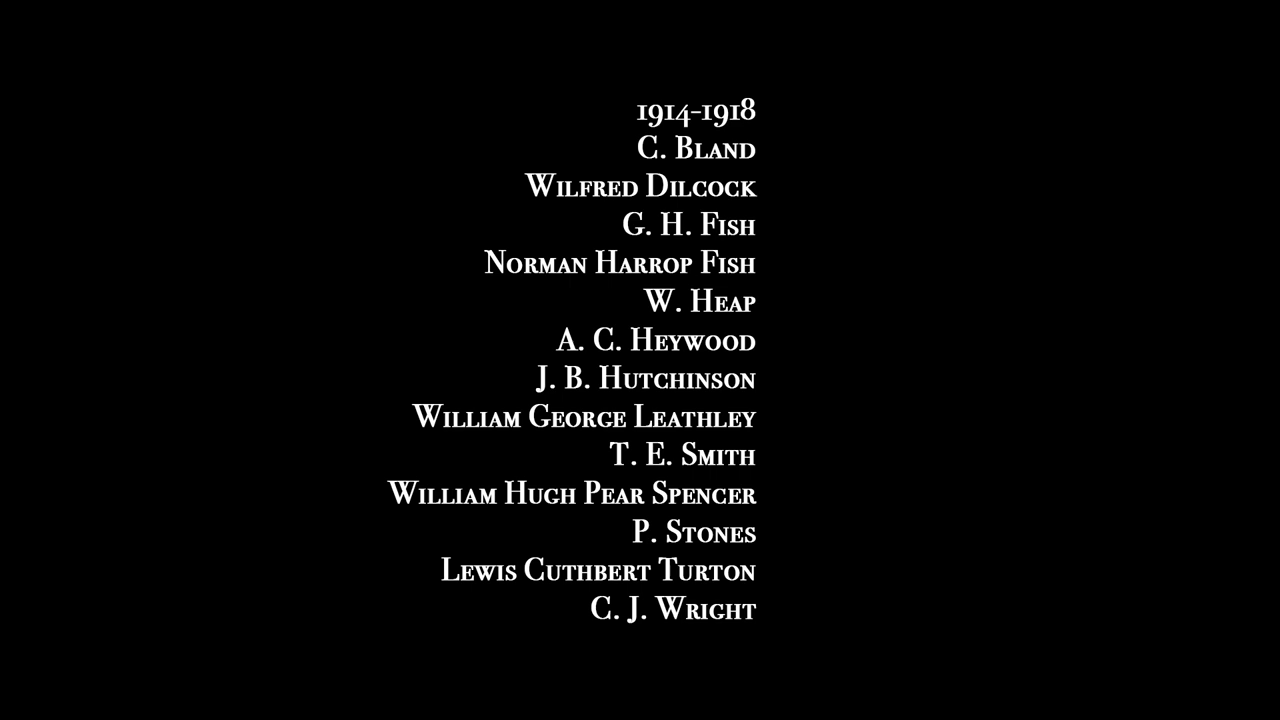 1914-1918
C. Bland
Wilfred Dilcock
G. H. Fish
Norman Harrop Fish
W. Heap
A. C. Heywood
J. B. Hutchinson
William George Leathley
T. E. Smith
William Hugh Pear Spencer
P. Stones
Lewis Cuthbert Turton
C. J. Wright